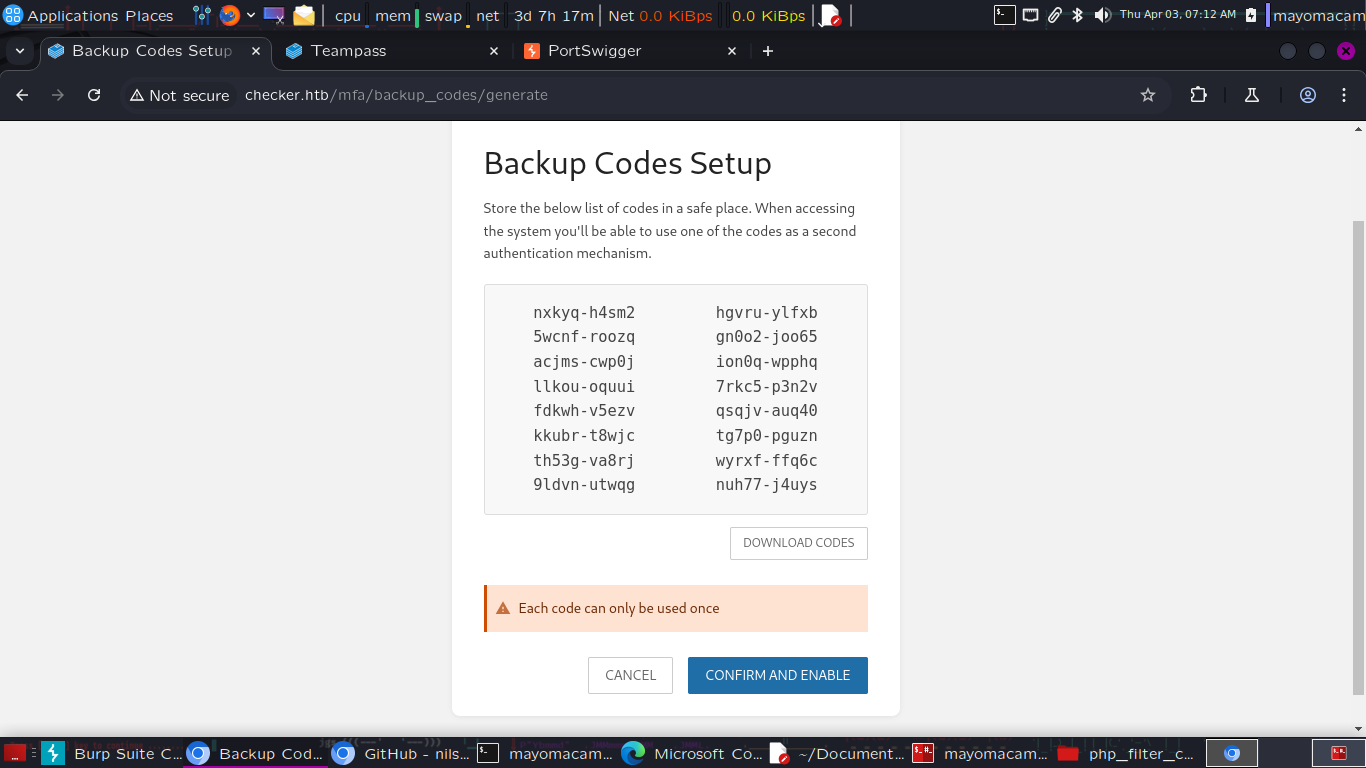 Applications Places cpu mem swap net 3d 7h 17m Net 0.0 KiBps 0.0 KiBps Thu Apr 03, 07:12 AM mayomacam
Backup Codes Setup Teampass PortSwigger
Not secure checker.htb/mfa/backup_codes/generate
Backup Codes Setup
Store the below list of codes in a safe place. When accessing
the system you'll be able to use one of the codes as a second
authentication mechanism.
nxkyq-h4sm2 hgvru-ylfxb
5wcnf-roozq gn0o2-joo65
acjms-cwp0j ion0q-wpphq
llkou-oquui 7rkc5-p3n2v
fdkwh-v5ezv qsqjv-auq40
kkubr-t8wjc tg7p0-pguzn
th53g-va8rj wyrxf-ffq6c
9ldvn-utwqg nuh77-j4uys
DOWNLOAD CODES
Each code can only be used once
CANCEL CONFIRM AND ENABLE
Burp Suite C... Backup Cod... GitHub - nils... mayomacam... Microsoft Co... ~/Document... mayomacam... php_filter_c...